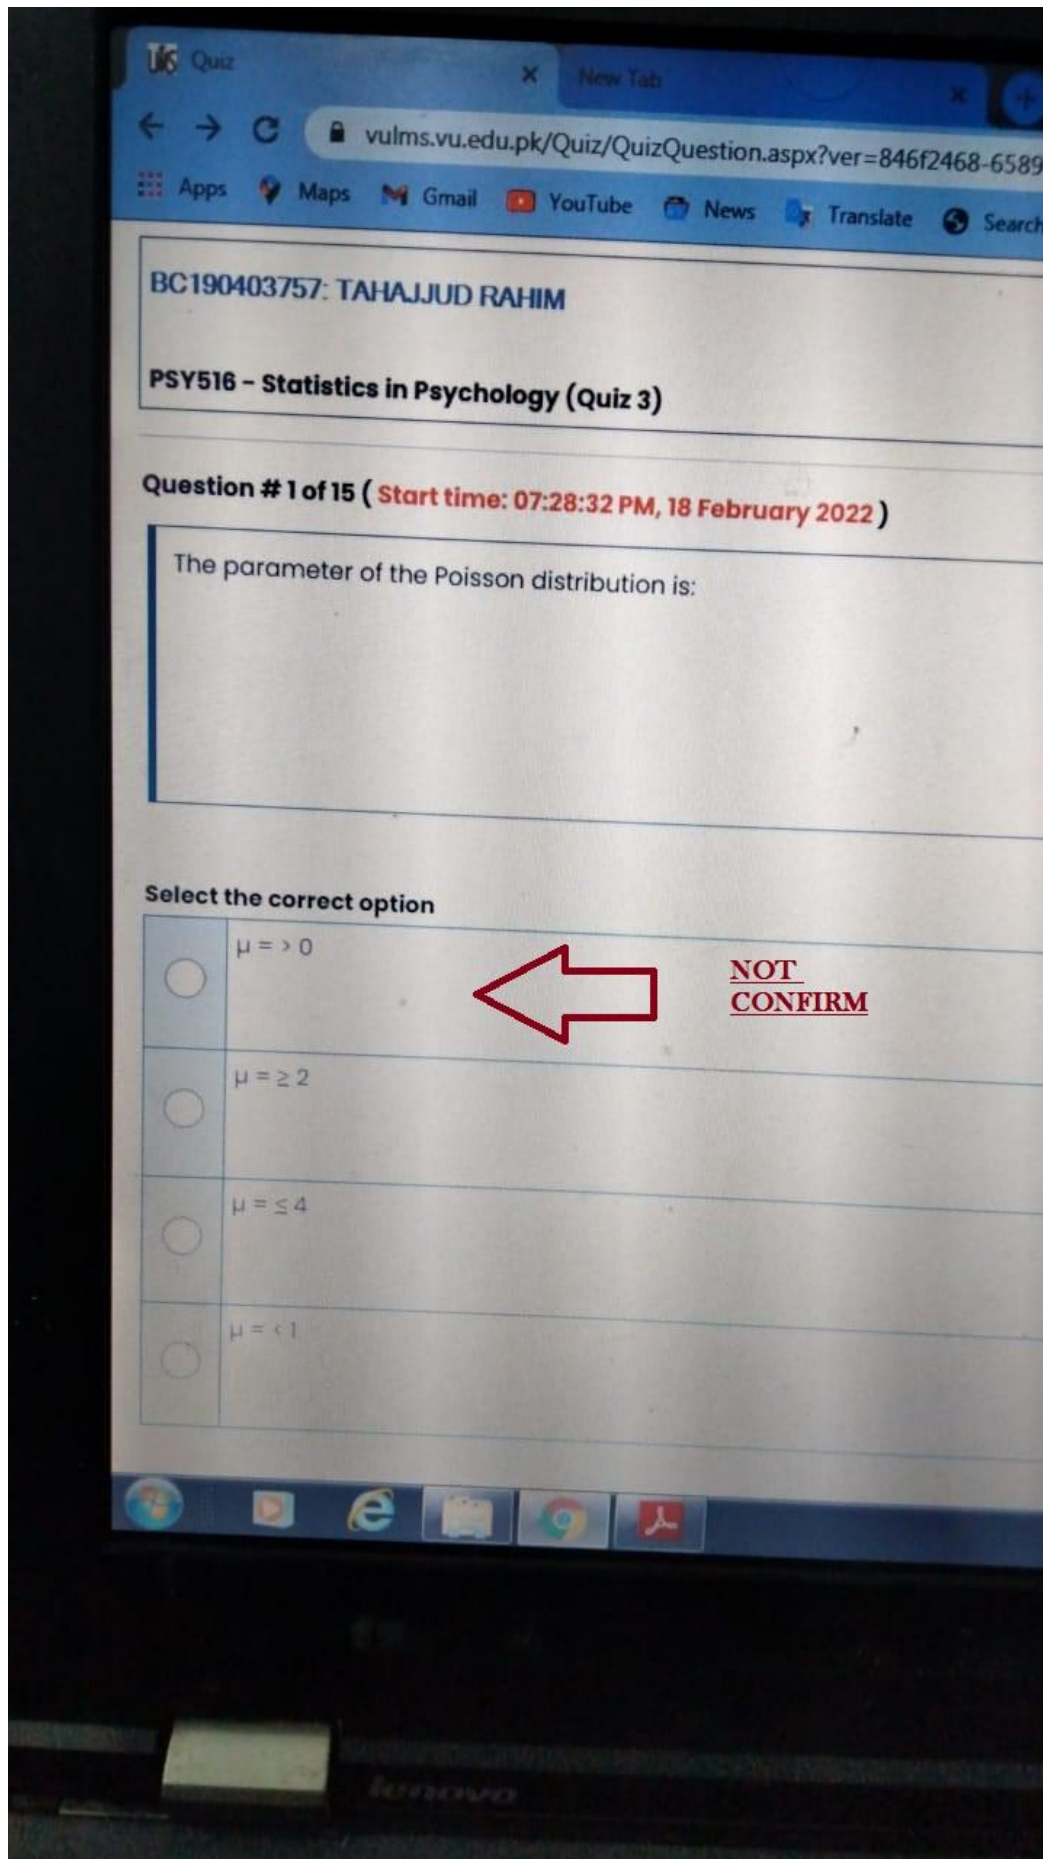 Quiz
New Tab
vulms.vu.edu.pk/Quiz/QuizQuestion.aspx?ver=846f2468-6589
Apps Maps Gmail YouTube News Translate Search
BC190403757: TAHAJJUD RAHIM
PSY516 - Statistics in Psychology (Quiz 3)
Question # 1 of 15 ( Start time: 07:28:32 PM, 18 February 2022 )
The parameter of the Poisson distribution is:
Select the correct option
μ = > 0
NOT
CONFIRM
μ = ≥ 2
μ = ≤ 4
μ = < 1
lenovo